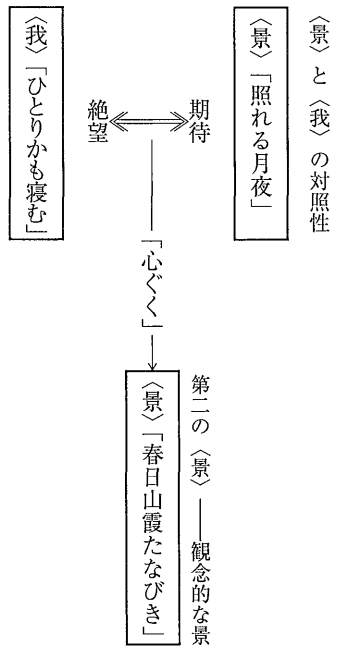 〈景〉と〈我〉の対照性
〈景〉「照れる月夜」
期待
絶望
〈我〉「ひとりかも寝む」
「心ぐく」
第二の〈景〉──観念的な景
〈景〉「春日山霞たなびき」